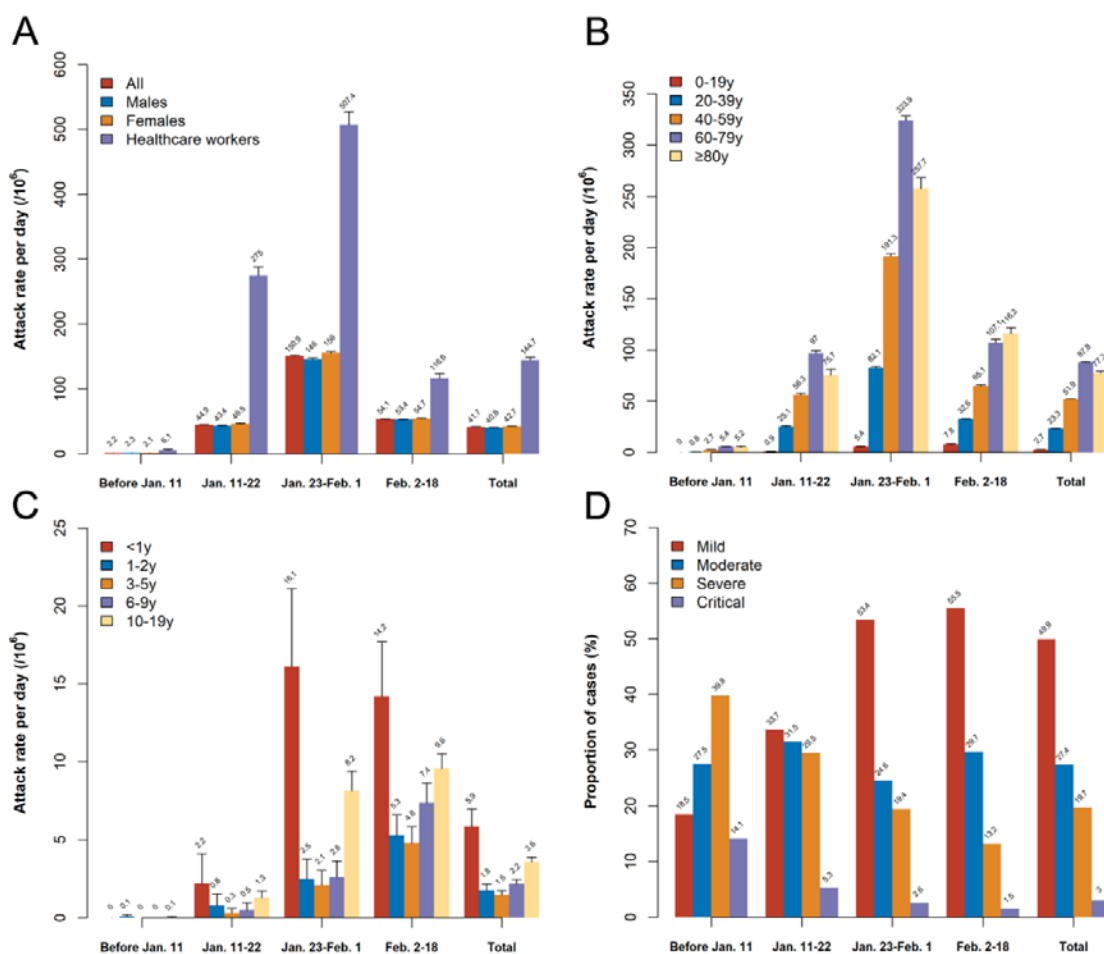 A
Attack rate per day (/10⁶)
600
500
400
300
200
100
0
All
Males
Females
Healthcare workers
2.2 2.3 2.1 6.1
44.9 43.4 46.5 275
150.9 146 156 507.4
54.1 53.4 54.7 116.6
41.7 40.8 42.7 144.7
Before Jan. 11 Jan. 11-22 Jan. 23-Feb. 1 Feb. 2-18 Total
B
Attack rate per day (/10⁶)
350
300
250
200
150
100
50
0
0-19y
20-39y
40-59y
60-79y
≥80y
0 0.8 2.7 5.4 5.2
0.9 25.1 56.3 97 75.7
5.4 82.1 191.3 323.9 257.7
7.8 32.6 65.1 107.1 116.3
2.7 23.3 51.9 87.8
Before Jan. 11 Jan. 11-22 Jan. 23-Feb. 1 Feb. 2-18 Total
C
Attack rate per day (/10⁶)
25
20
15
10
5
0
<1y
1-2y
3-5y
6-9y
10-19y
0 0.1 0 0 0.1
2.2 0.8 0.3 0.5 1.3
16.1 2.5 2.1 2.6 8.2
14.2 5.3 4.8 7.4 9.6
5.9 1.8 1.5 2.2 3.6
Before Jan. 11 Jan. 11-22 Jan. 23-Feb. 1 Feb. 2-18 Total
D
Proportion of cases (%)
70
60
50
40
30
20
10
0
Mild
Moderate
Severe
Critical
18.5 27.5 39.8 14.1
33.7 31.5 29.5 5.3
53.4 24.6 19.4 2.6
55.5 29.7 13.2 1.5
49.9 27.4 19.7 3
Before Jan. 11 Jan. 11-22 Jan. 23-Feb. 1 Feb. 2-18 Total